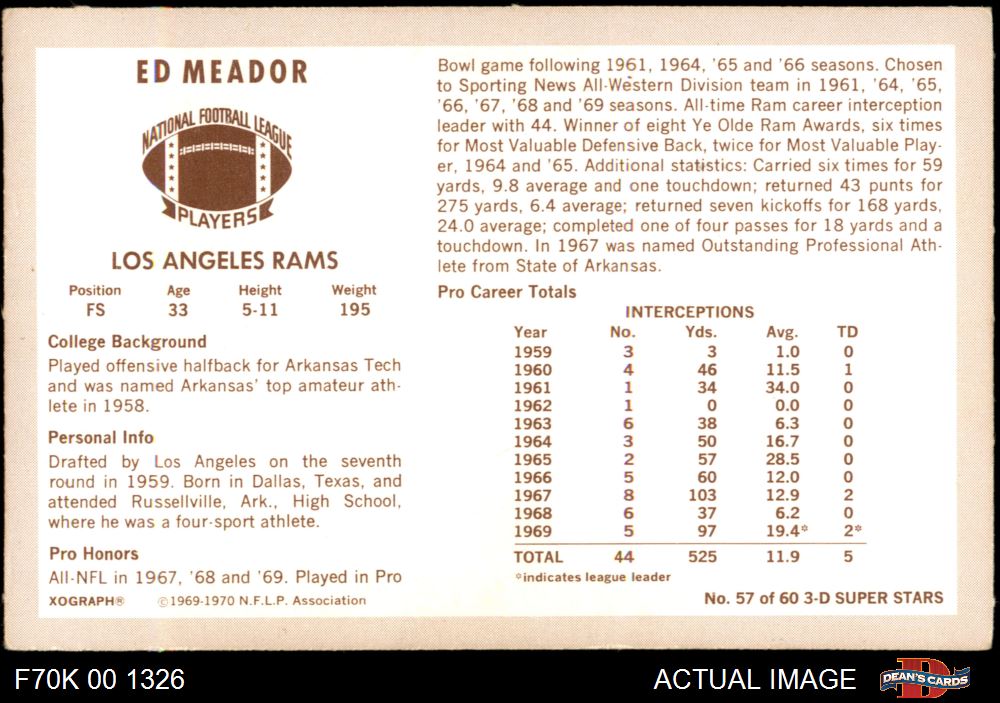 ED MEADOR
NATIONAL FOOTBALL LEAGUE
PLAYERS
LOS ANGELES RAMS
Position Age Height Weight
FS 33 5-11 195
College Background
Played offensive halfback for Arkansas Tech
and was named Arkansas' top amateur ath-
lete in 1958.
Personal Info
Drafted by Los Angeles on the seventh
round in 1959. Born in Dallas, Texas, and
attended Russellville, Ark., High School,
where he was a four-sport athlete.
Pro Honors
All-NFL in 1967, '68 and '69. Played in Pro
XOGRAPH® ©1969-1970 N.F.L.P. Association
Bowl game following 1961, 1964, '65 and '66 seasons. Chosen
to Sporting News All-Western Division team in 1961, '64, '65,
'66, '67, '68 and '69 seasons. All-time Ram career interception
leader with 44. Winner of eight Ye Olde Ram Awards, six times
for Most Valuable Defensive Back, twice for Most Valuable Play-
er, 1964 and '65. Additional statistics: Carried six times for 59
yards, 9.8 average and one touchdown; returned 43 punts for
275 yards, 6.4 average; returned seven kickoffs for 168 yards,
24.0 average; completed one of four passes for 18 yards and a
touchdown. In 1967 was named Outstanding Professional Ath-
lete from State of Arkansas.
Pro Career Totals
INTERCEPTIONS
Year No. Yds. Avg. TD
1959 3 3 1.0 0
1960 4 46 11.5 1
1961 1 34 34.0 0
1962 1 0 0.0 0
1963 6 38 6.3 0
1964 3 50 16.7 0
1965 2 57 28.5 0
1966 5 60 12.0 0
1967 8 103 12.9 2
1968 6 37 6.2 0
1969 5 97 19.4* 2*
TOTAL 44 525 11.9 5
*indicates league leader
No. 57 of 60 3-D SUPER STARS
F70K 00 1326
ACTUAL IMAGE
D
DEAN'S CARDS